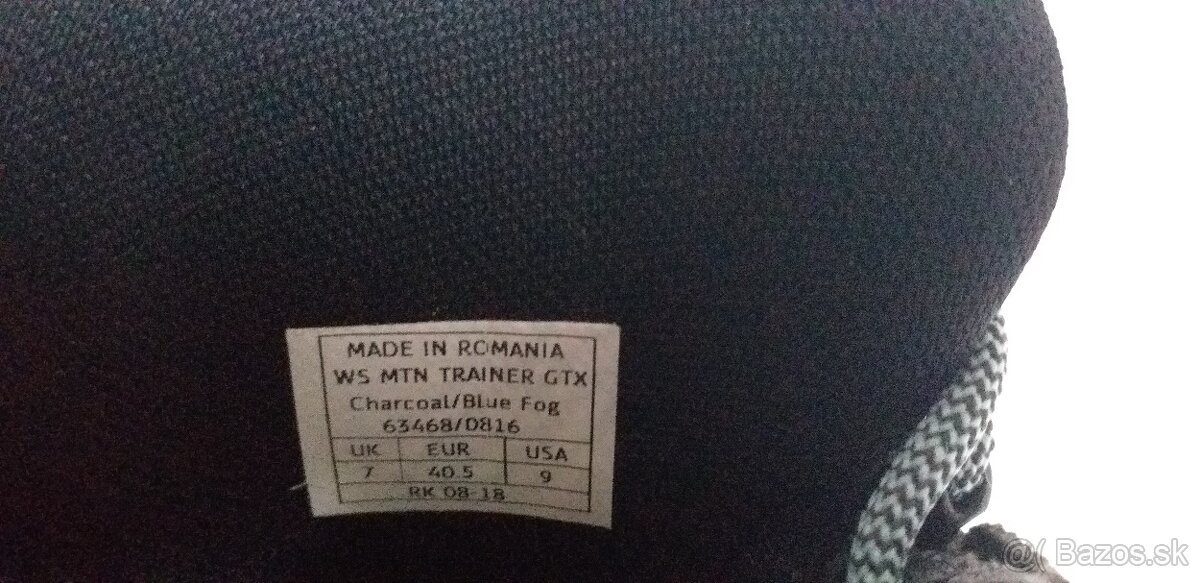 MADE IN ROMANIA
WS MTN TRAINER GTX
Charcoal/Blue Fog
63468/0816
UK EUR USA
7 40.5 9
RK 08-18
@( Bazos.sk